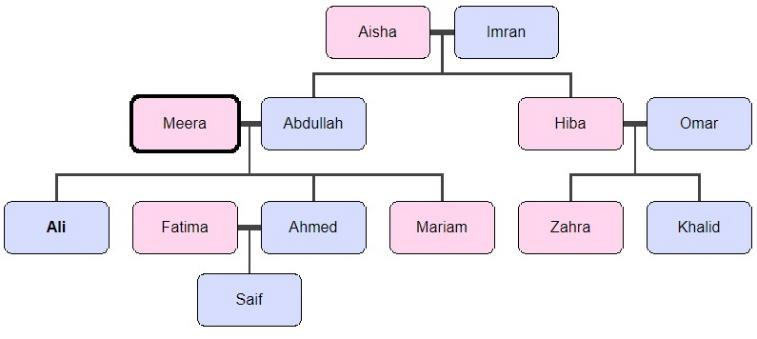 Aisha
Imran
Meera
Abdullah
Hiba
Omar
Ali
Fatima
Ahmed
Mariam
Zahra
Khalid
Saif